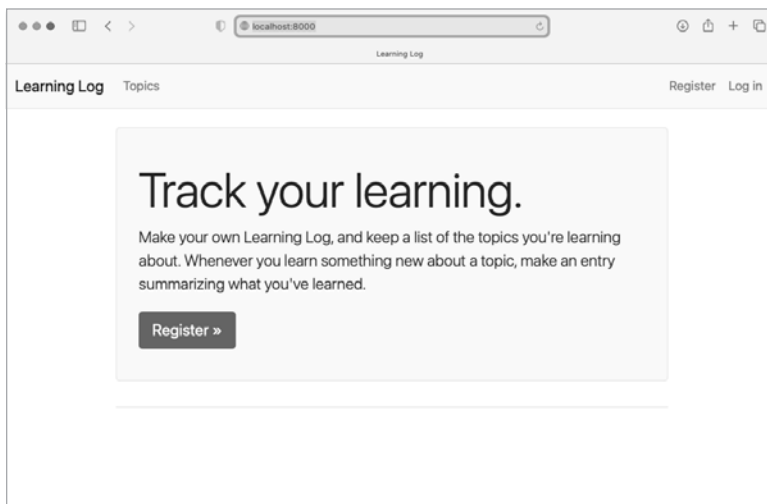 localhost:8000
Learning Log
Learning Log Topics Register Log in
Track your learning.
Make your own Learning Log, and keep a list of the topics you're learning
about. Whenever you learn something new about a topic, make an entry
summarizing what you've learned.
Register »